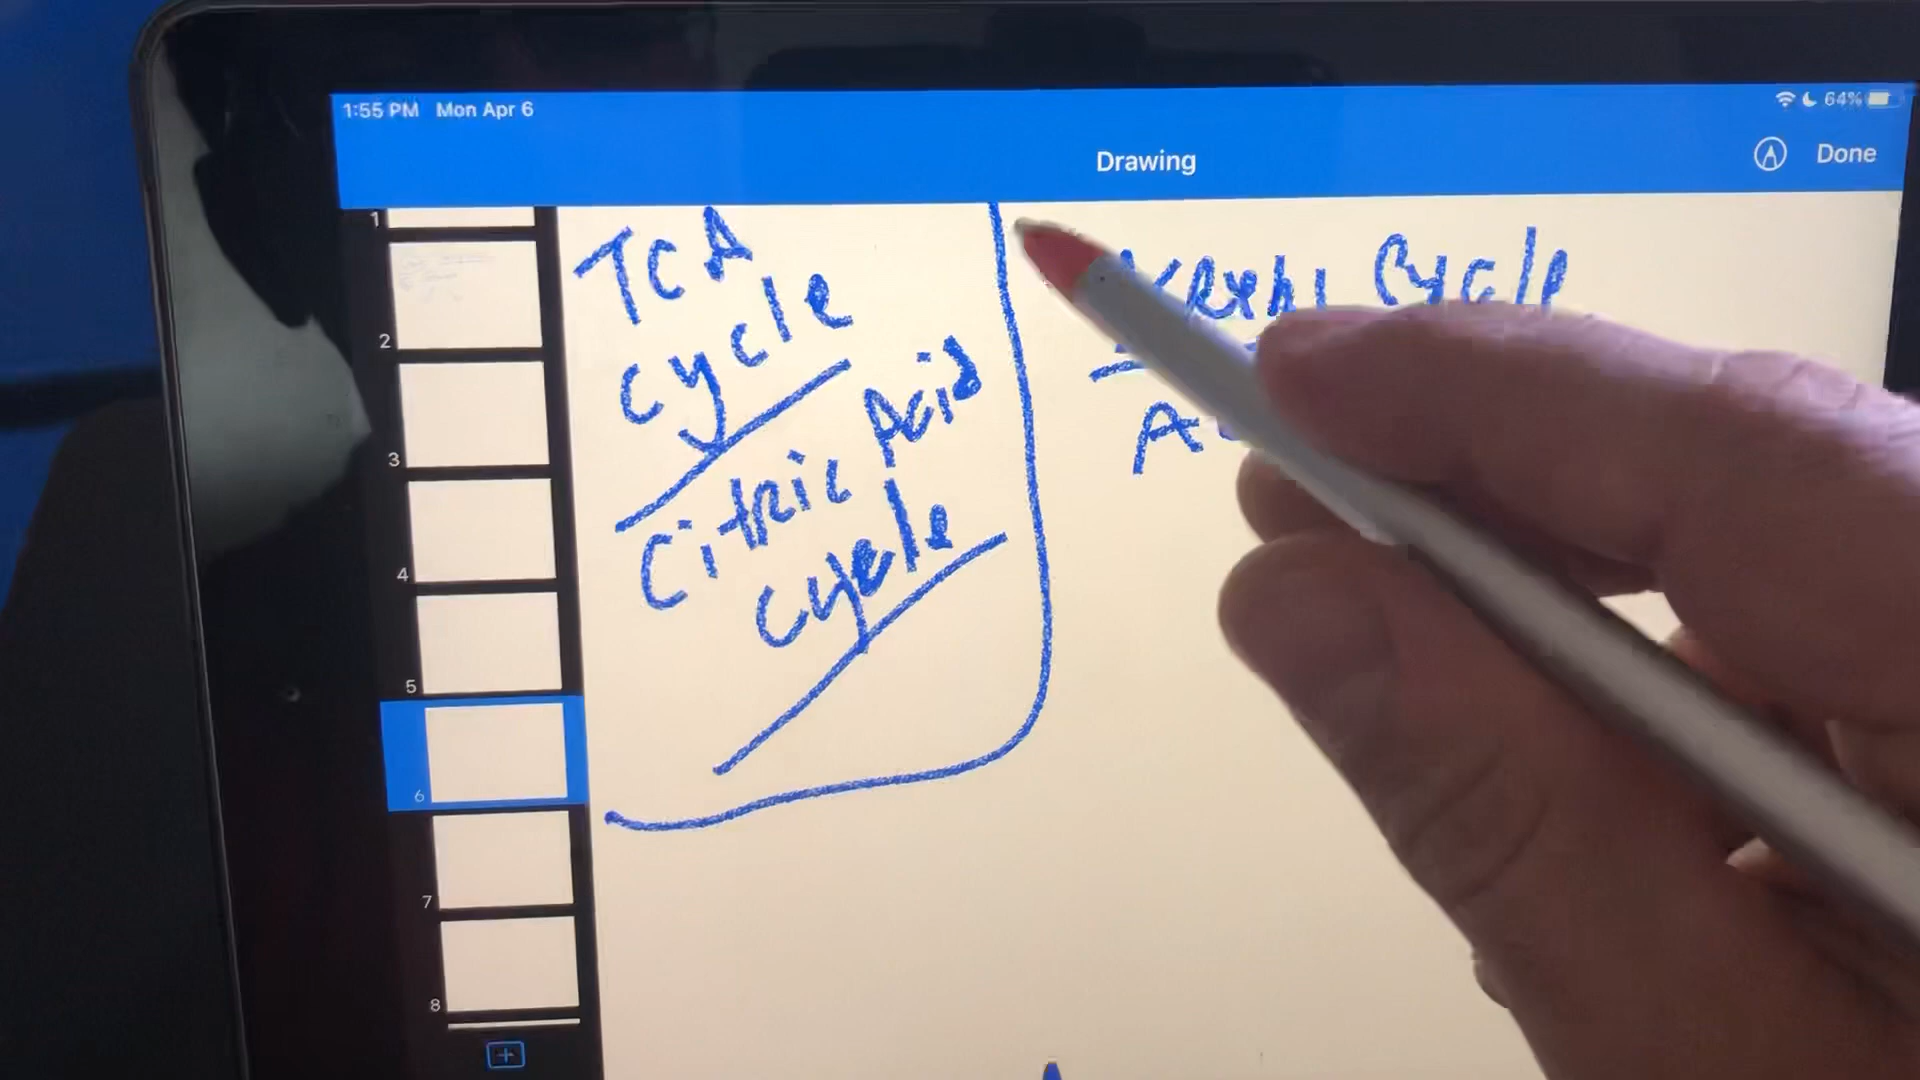 1:55 PM Mon Apr 6
64%
Drawing
Done
1
2
3
4
5
6
7
8
TCA
cycle
Citric Acid
cycle
Cycle